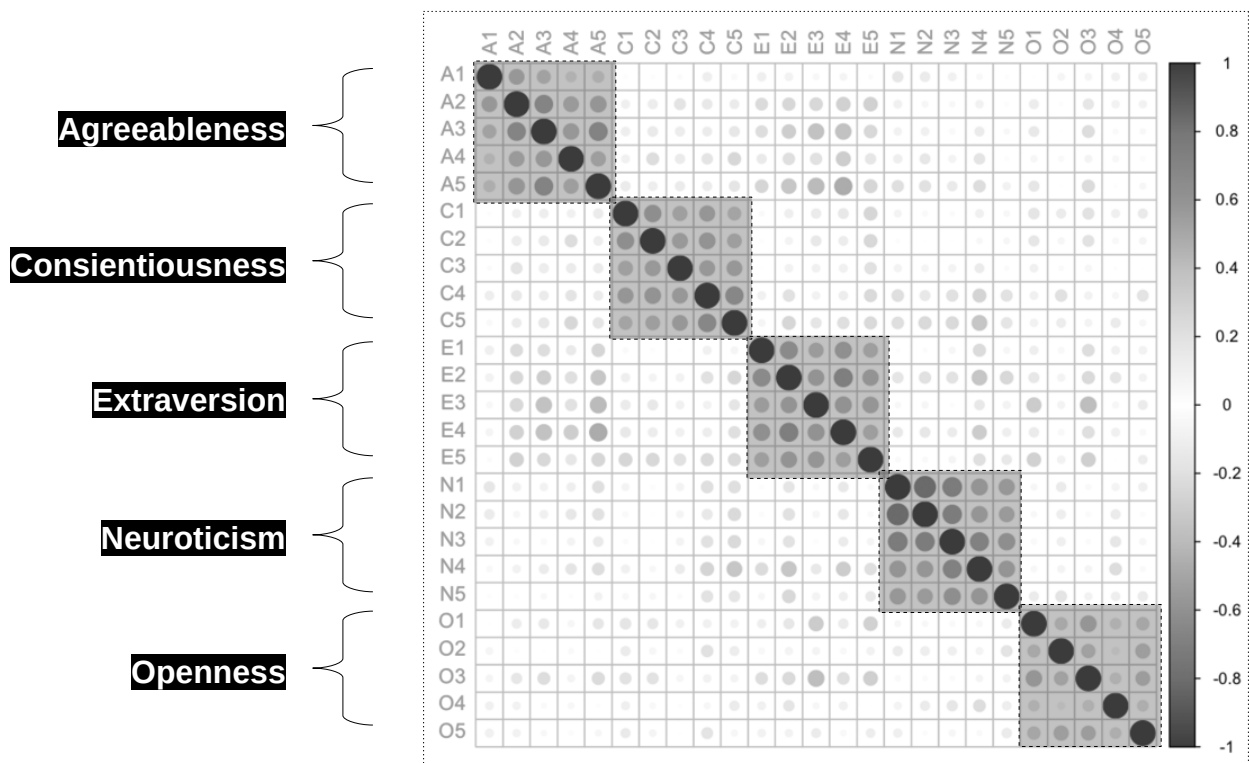 A1 A2 A3 A4 A5 C1 C2 C3 C4 C5 E1 E2 E3 E4 E5 N1 N2 N3 N4 N5 O1 O2 O3 O4 O5
A1
A2
A3
A4
A5
C1
C2
C3
C4
C5
E1
E2
E3
E4
E5
N1
N2
N3
N4
N5
O1
O2
O3
O4
O5
Agreeableness
Consientiousness
Extraversion
Neuroticism
Openness
1
0.8
0.6
0.4
0.2
0
-0.2
-0.4
-0.6
-0.8
-1